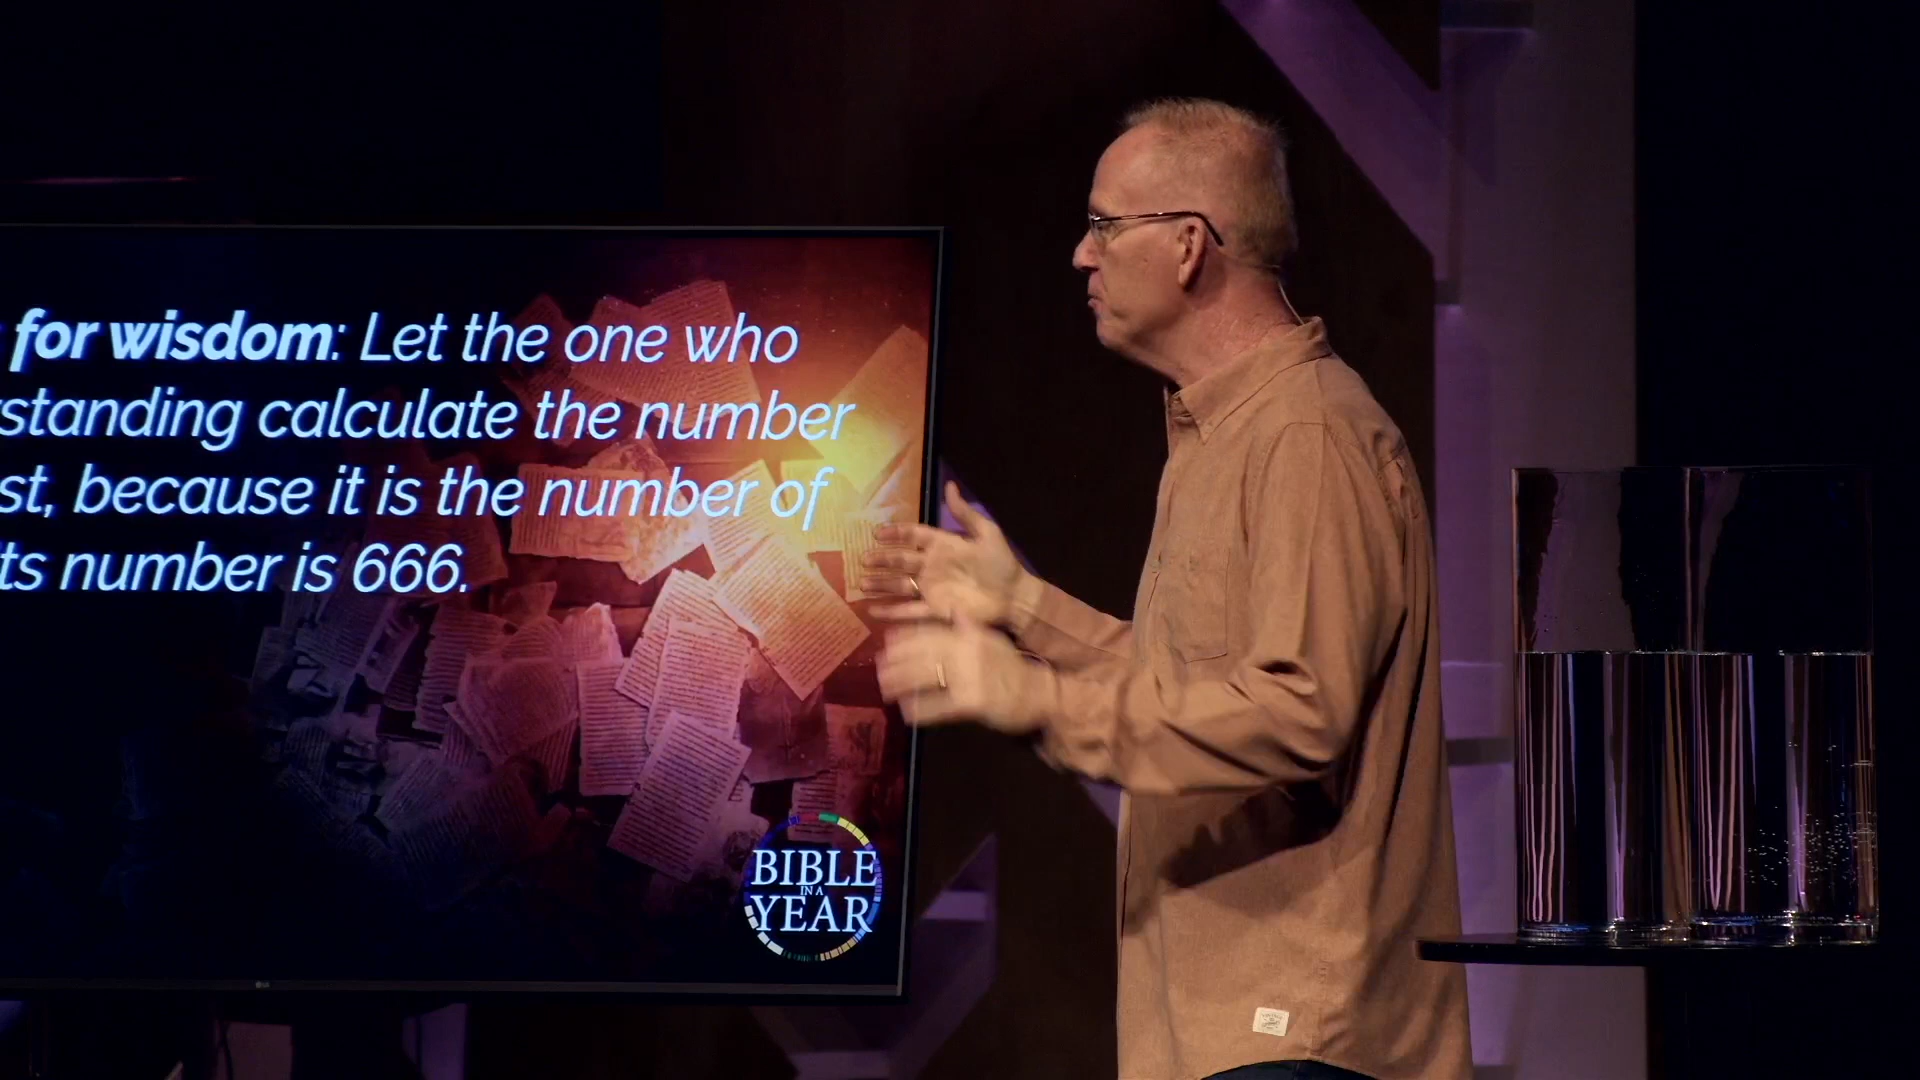 for wisdom: Let the one who
standing calculate the number
st, because it is the number of
ts number is 666.
BIBLE
IN A
YEAR
LG